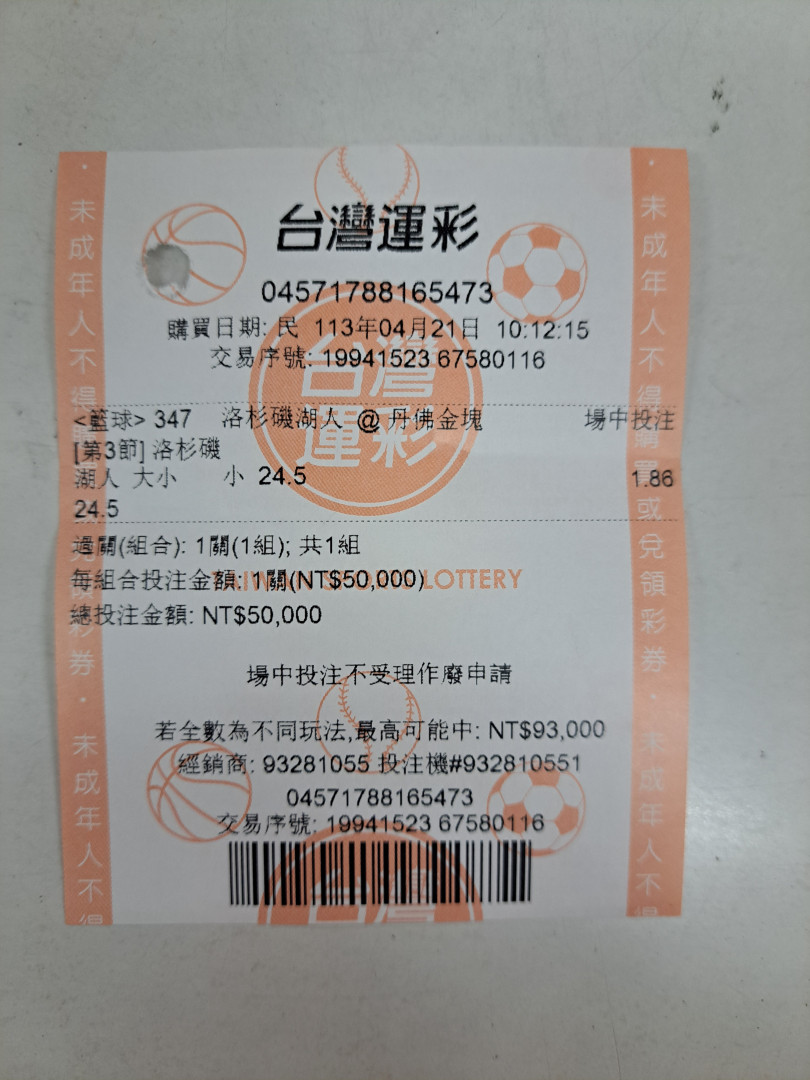 台灣運彩
04571788165473
購買日期: 民 113年04月21日 10:12:15
交易序號: 19941523 67580116
<籃球> 347 洛杉磯湖人 @ 丹佛金塊 場中投注
[第3節] 洛杉磯
湖人 大小 小 24.5 1.86
24.5
過關(組合): 1關(1組); 共1組
每組合投注金額: 1關(NT$50,000)
LOTTERY
總投注金額: NT$50,000
場中投注不受理作廢申請
若全數為不同玩法,最高可能中: NT$93,000
經銷商: 93281055 投注機#932810551
04571788165473
交易序號: 19941523 67580116
台灣
運彩
台灣
未成年人不得
未成年人不得
未成年人不得購買或兌領彩券
未成年人不得